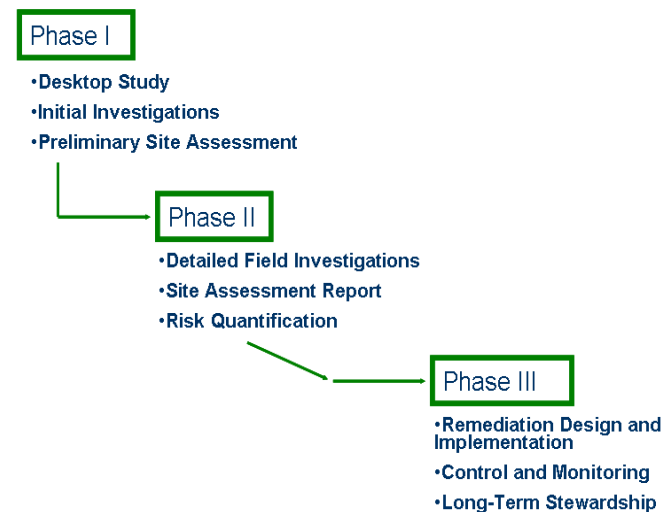 Phase I
•Desktop Study
•Initial Investigations
•Preliminary Site Assessment
Phase II
•Detailed Field Investigations
•Site Assessment Report
•Risk Quantification
Phase III
•Remediation Design and
Implementation
•Control and Monitoring
•Long-Term Stewardship